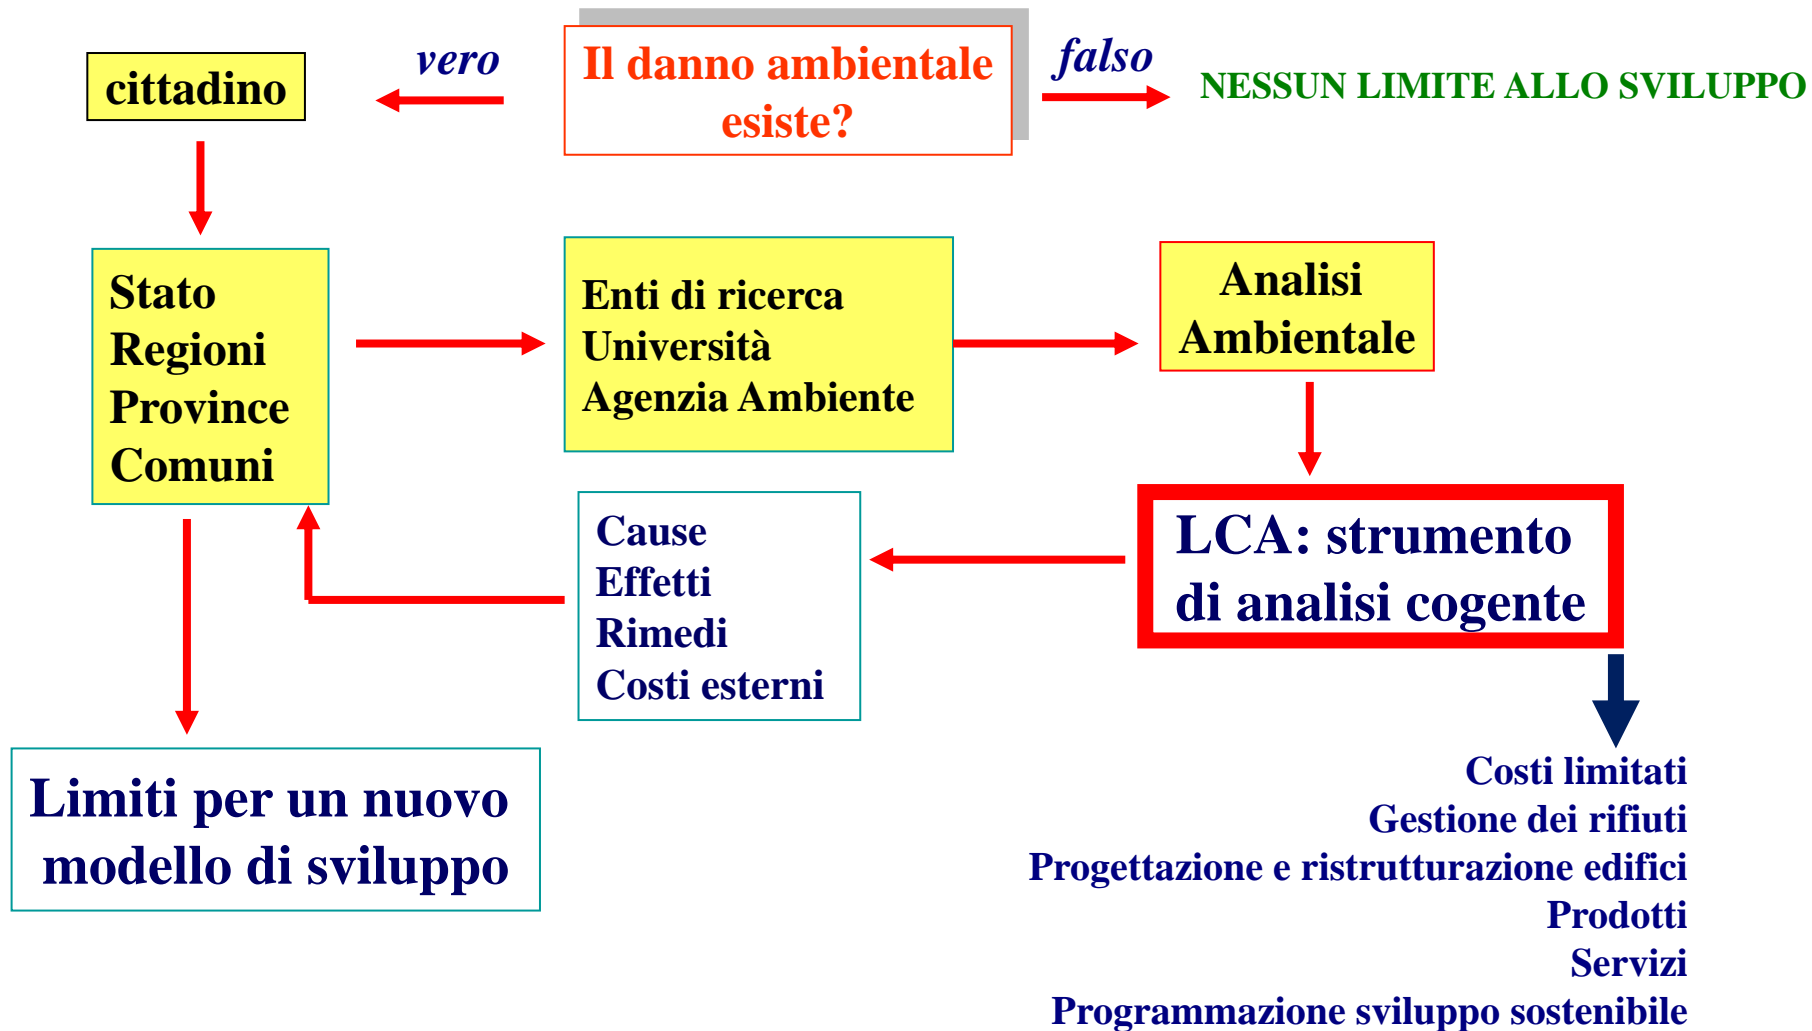 cittadino
vero
Il danno ambientale
esiste?
falso
NESSUN LIMITE ALLO SVILUPPO
Stato
Regioni
Province
Comuni
Enti di ricerca
Università
Agenzia Ambiente
Analisi
Ambientale
Cause
Effetti
Rimedi
Costi esterni
LCA: strumento
di analisi cogente
Limiti per un nuovo
modello di sviluppo
Costi limitati
Gestione dei rifiuti
Progettazione e ristrutturazione edifici
Prodotti
Servizi
Programmazione sviluppo sostenibile